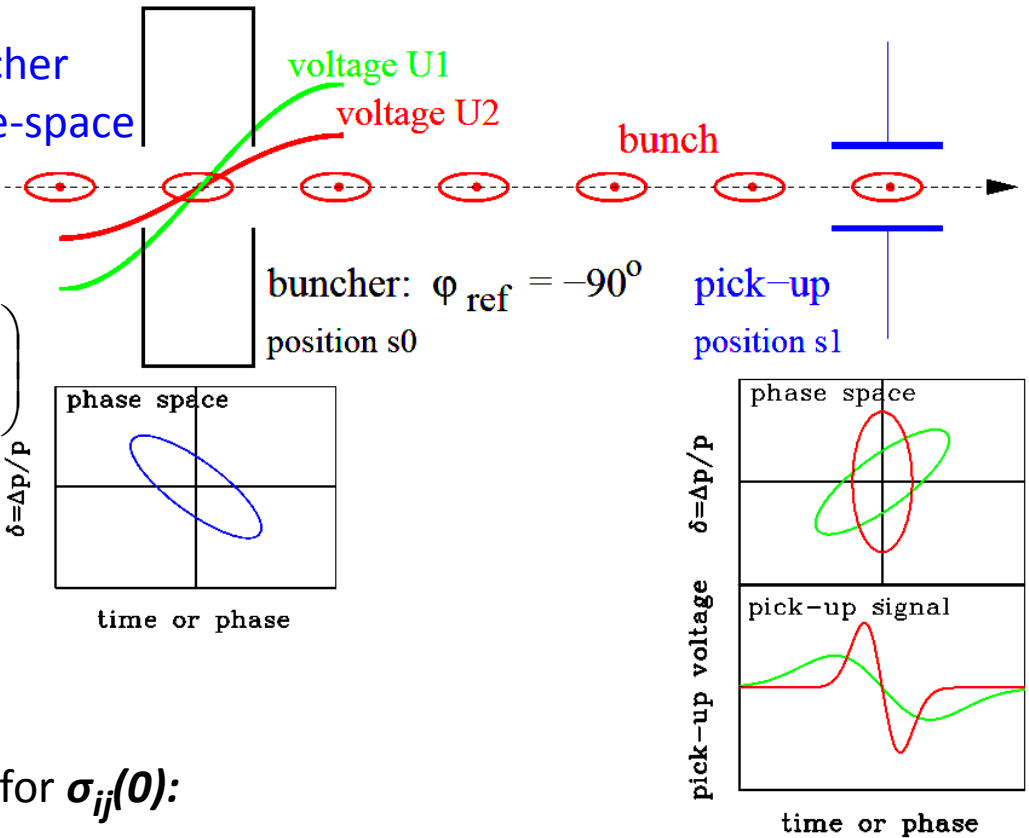 cher
e-space
voltage U1
voltage U2
bunch
buncher: φ ref = −90o
position s0
pick−up
position s1
phase space
δ=Δp/p
time or phase
phase space
δ=Δp/p
pick-up signal
pick-up voltage
time or phase
for σij(0):